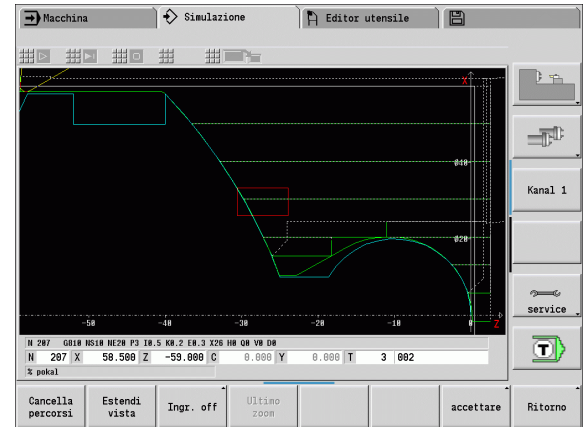 Macchina
Simulazione
Editor utensile
X
Ø40
Ø20
-50 -40 -30 -20 -10 0 Z
Kanal 1
service
T
N 207 G810 NS10 NE20 P3 I0.5 K0.2 E0.3 X26 H0 Q0 V0 D0
N 207 X 58.500 Z -59.000 C 0.000 Y 0.000 T 3 002
% pokal
Cancella percorsi
Estendi vista
Ingr. off
Ultimo zoom
accettare
Ritorno